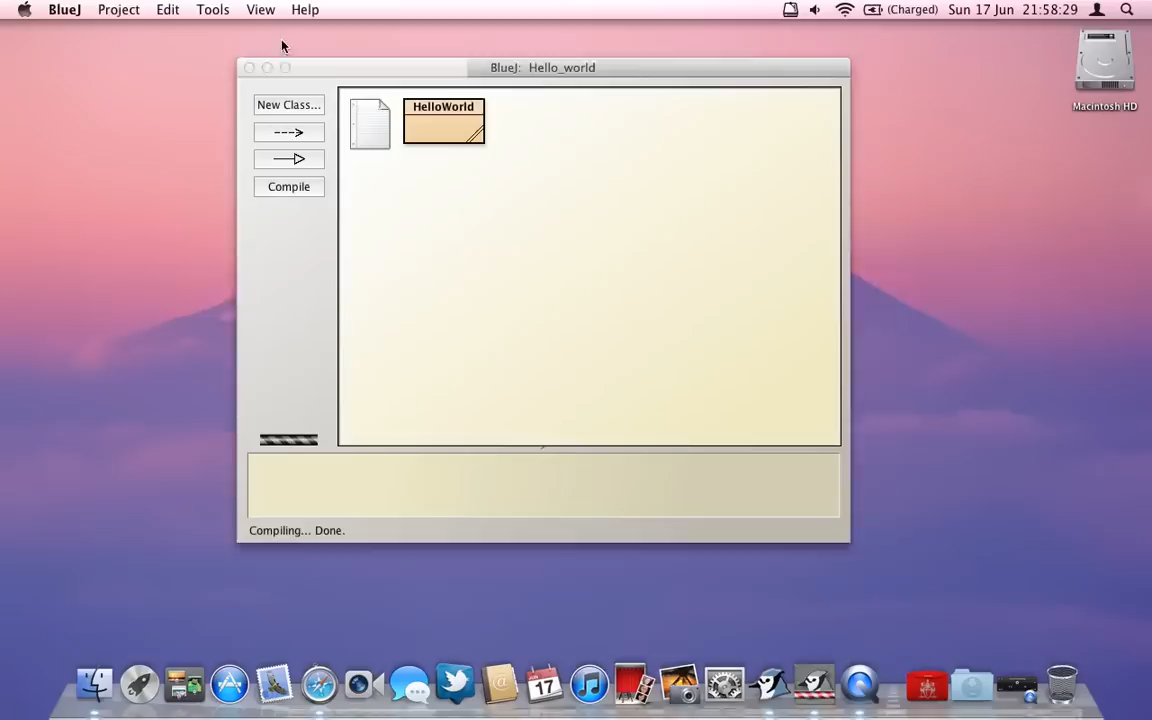 BlueJ Project Edit Tools View Help (Charged) Sun 17 Jun 21:58:29
BlueJ: Hello_world
Macintosh HD
New Class...
HelloWorld
Compile
Compiling... Done.
17